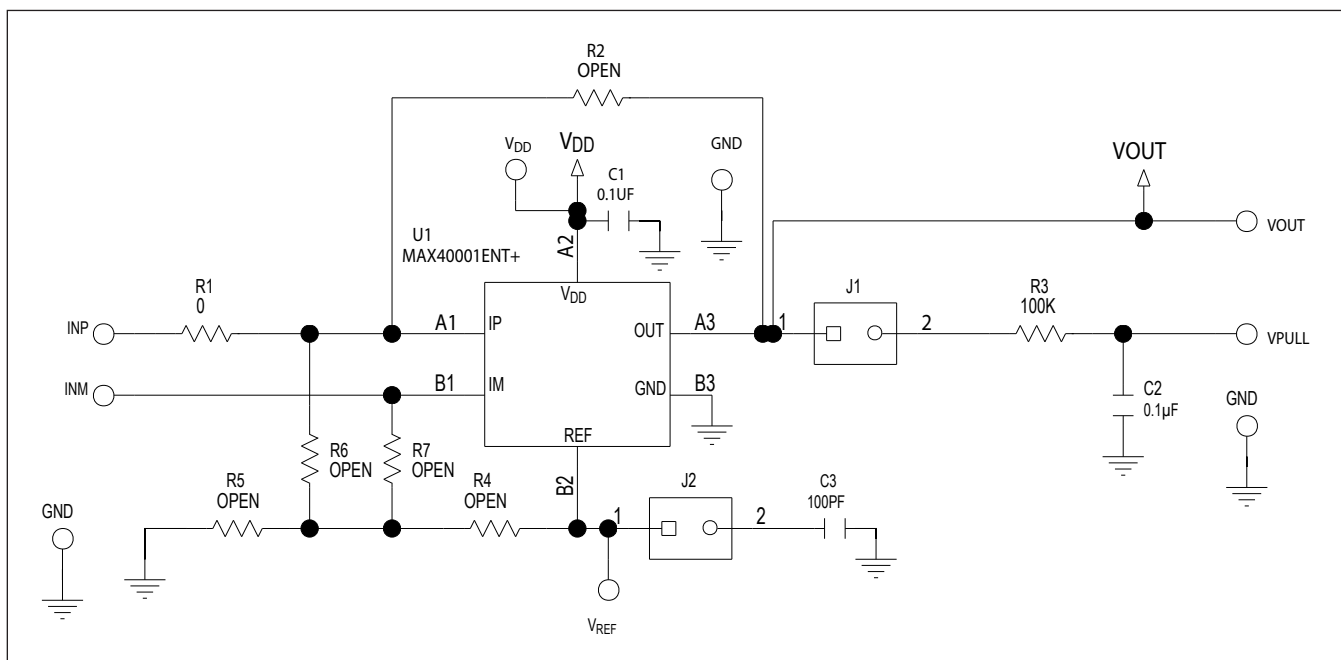 R2
OPEN
VDD
VDD
GND
C1
0.1UF
VOUT
VOUT
U1
MAX40001ENT+
A2
VDD
R1
0
INP
A1
IP
OUT
A3
1
J1
2
R3
100K
VPULL
INM
B1
IM
GND
B3
C2
0.1µF
GND
REF
R6
OPEN
R7
OPEN
B2
R5
OPEN
R4
OPEN
J2
C3
100PF
GND
1
2
VREF